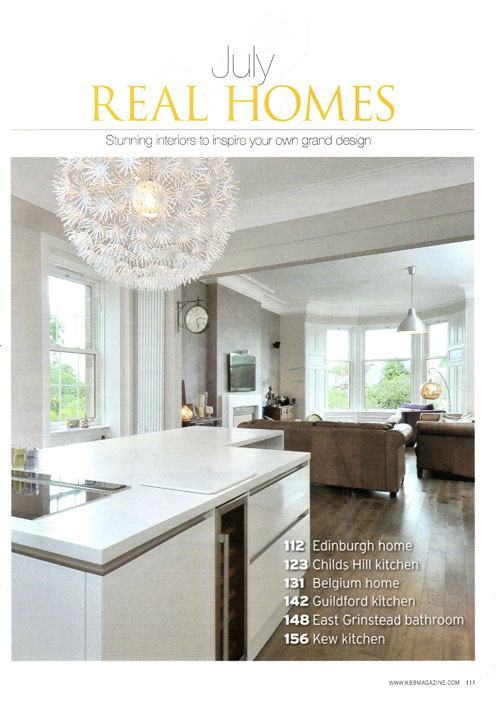 July
REAL HOMES
Stunning interiors to inspire your own grand design
112 Edinburgh home
123 Childs Hill kitchen
131 Belgium home
142 Guildford kitchen
148 East Grinstead bathroom
156 Kew kitchen
WWW.KBBMAGAZINE.COM 111